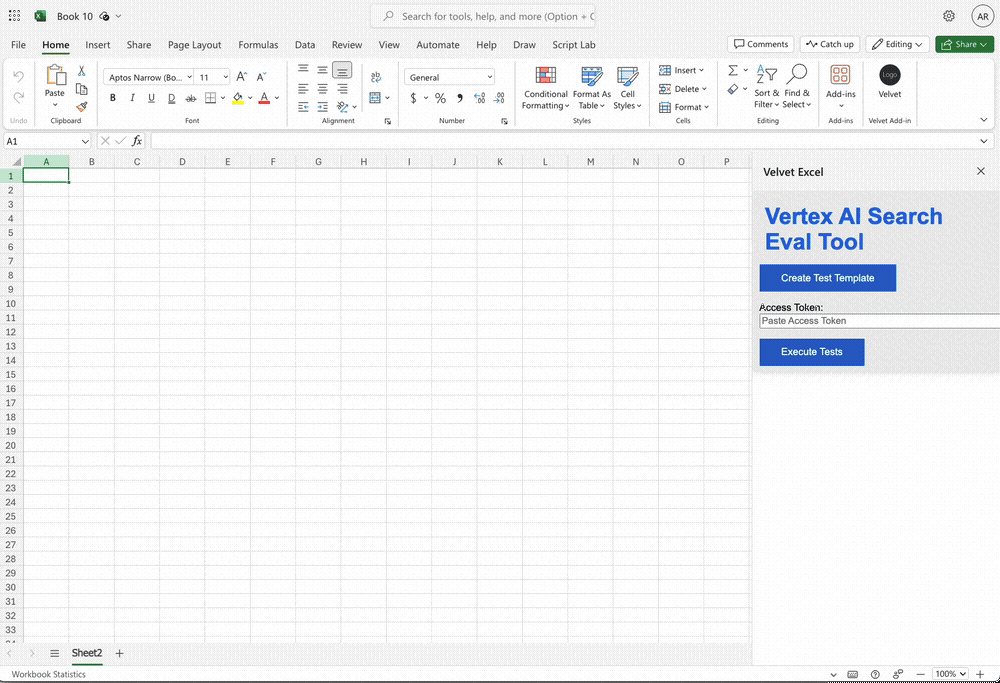 Book 10
Search for tools, help, and more (Option +
AR
File Home Insert Share Page Layout Formulas Data Review View Automate Help Draw Script Lab
Comments Catch up Editing Share
Paste
Aptos Narrow (Bo... 11
A A
B I U D ab A
ab
General
$ % 9
Conditional Formatting
Format As Table
Cell Styles
Insert
Delete
Format
Sort & Filter
Find & Select
Add-ins
Logo
Velvet
Undo Clipboard Font Alignment Number Styles Cells Editing Add-ins Velvet Add-in
A1 fx
A B C D E F G H I J K L M N O P
1
2
3
4
5
6
7
8
9
10
11
12
13
14
15
16
17
18
19
20
21
22
23
24
25
26
27
28
29
30
31
32
33
Velvet Excel
Vertex AI Search
Eval Tool
Create Test Template
Access Token:
Paste Access Token
Execute Tests
Sheet2
Workbook Statistics
100%